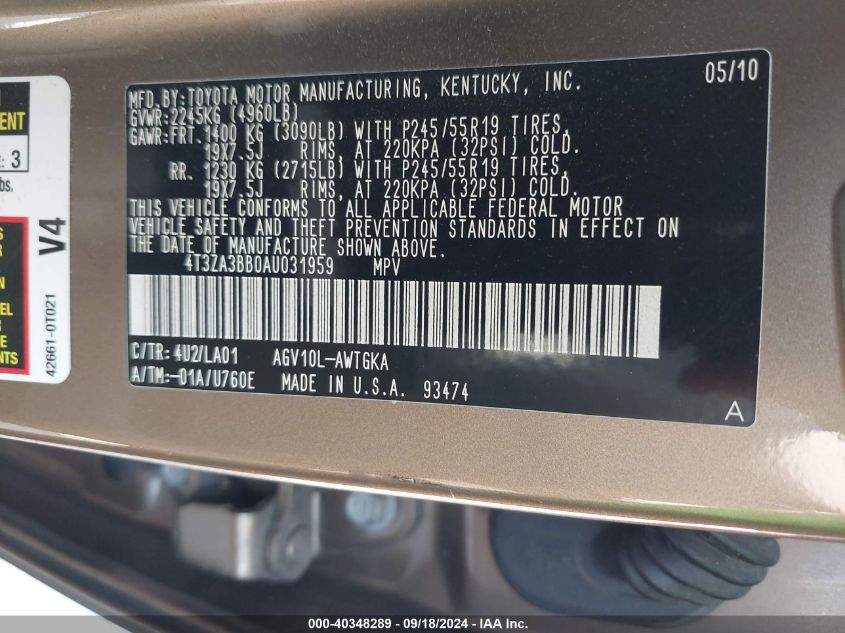 05/10
MFD.BY:TOYOTA MOTOR MANUFACTURING, KENTUCKY, INC.
GVWR:2245KG (4960LB)
GAWR:FRT. 1400 KG (3090LB) WITH P245/55R19 TIRES,
19X7.5J RIMS, AT 220KPA (32PSI) COLD.
RR. 1230 KG (2715LB) WITH P245/55R19 TIRES,
19X7.5J RIMS, AT 220KPA (32PSI) COLD.
THIS VEHICLE CONFORMS TO ALL APPLICABLE FEDERAL MOTOR
VEHICLE SAFETY AND THEFT PREVENTION STANDARDS IN EFFECT ON
THE DATE OF MANUFACTURE SHOWN ABOVE.
4T3ZA3BB0AU031959 MPV
C/TR: 4U2/LA01 AGV10L-AWTGKA
A/TM:-01A/U760E MADE IN U.S.A. 93474
A
3
V4
42661-0T021
000-40348289 - 09/18/2024 - IAA Inc.